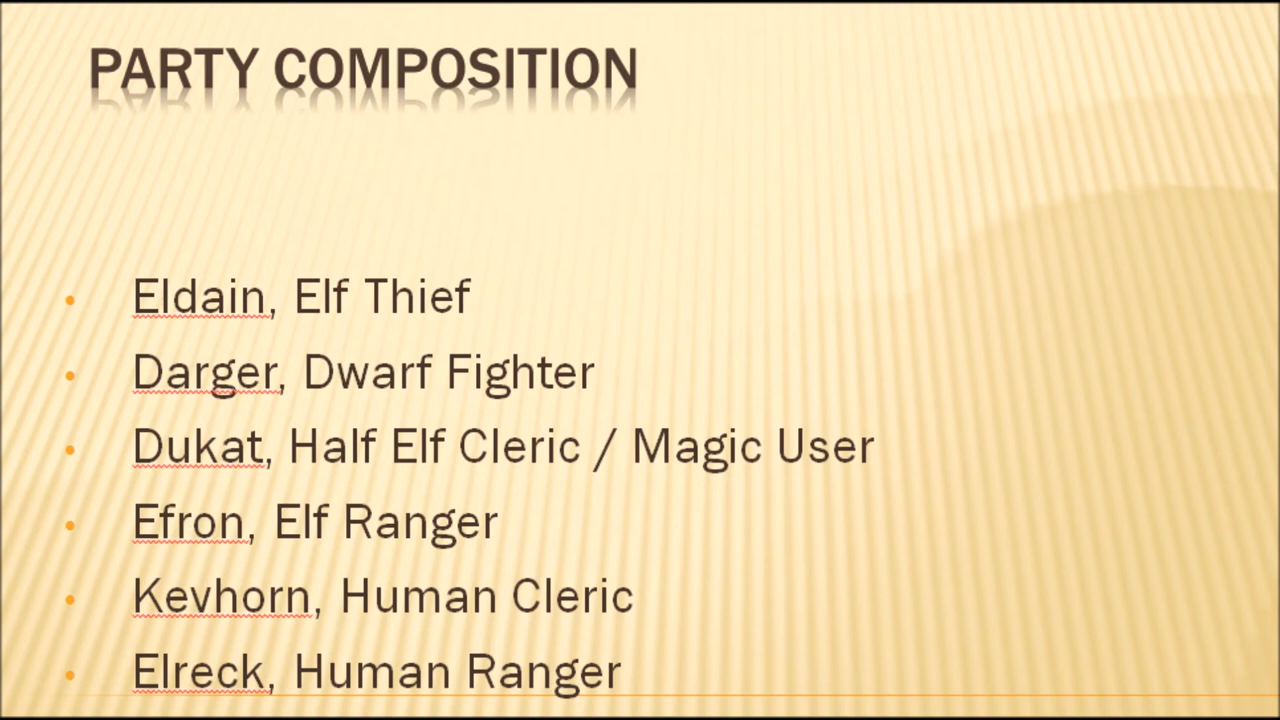 PARTY COMPOSITION
• Eldain, Elf Thief
• Darger, Dwarf Fighter
• Dukat, Half Elf Cleric / Magic User
• Efron, Elf Ranger
• Kevhorn, Human Cleric
• Elreck, Human Ranger